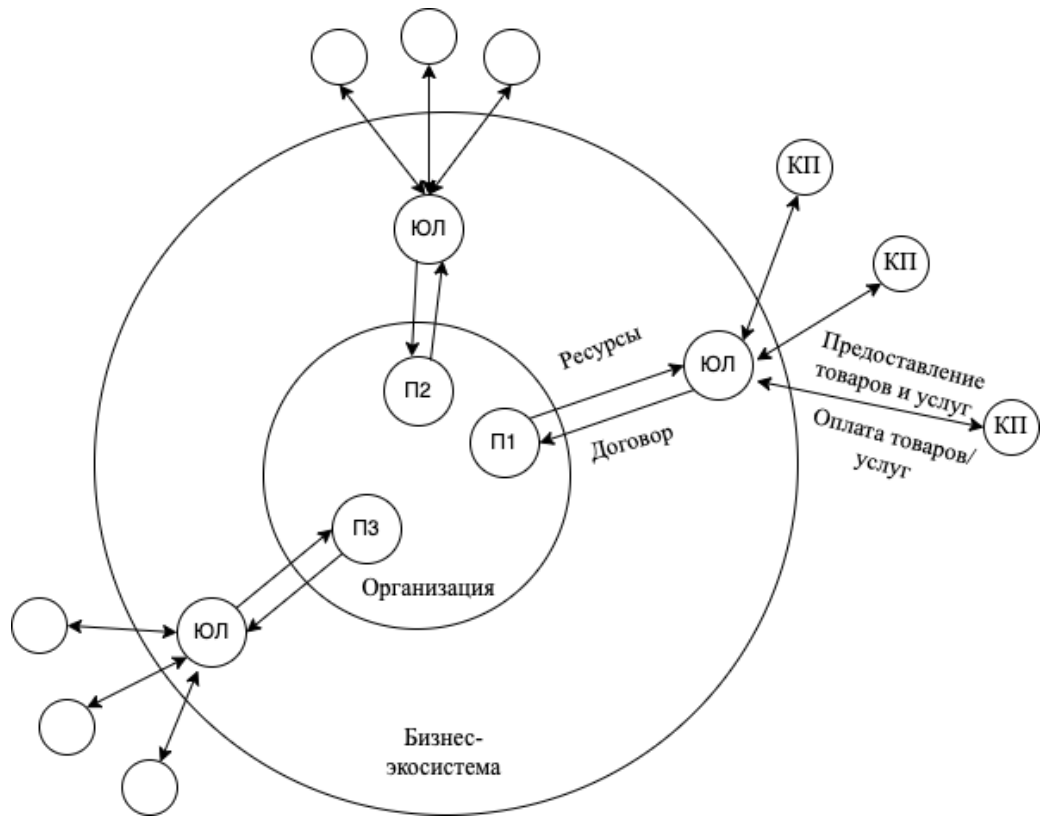 КП
КП
ЮЛ
Ресурсы
ЮЛ
Предоставление
товаров и услуг
П2
КП
П1
Договор
Оплата товаров/
услуг
П3
Организация
ЮЛ
Бизнес-
экосистема